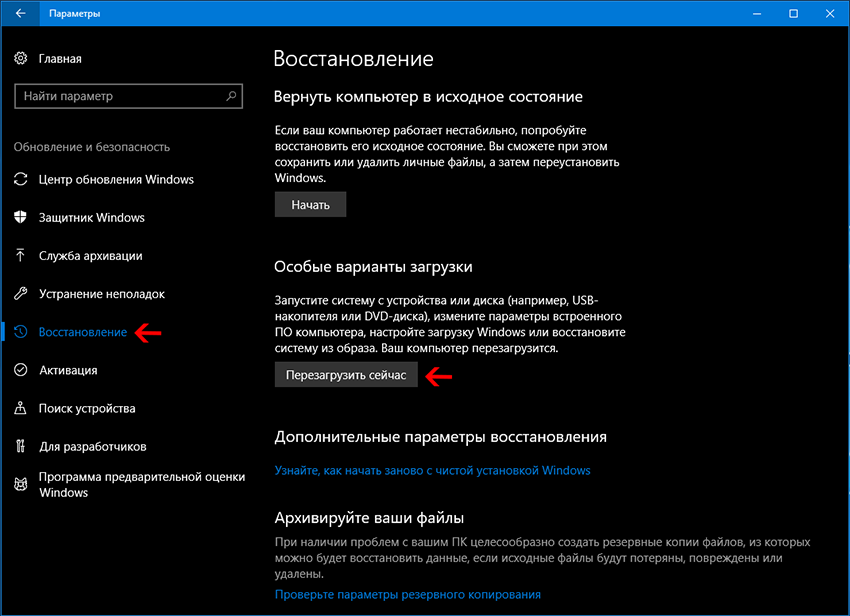 Параметры
Главная
Найти параметр
Обновление и безопасность
Центр обновления Windows
Защитник Windows
Служба архивации
Устранение неполадок
Восстановление
Активация
Поиск устройства
Для разработчиков
Программа предварительной оценки
Windows
Восстановление
Вернуть компьютер в исходное состояние
Если ваш компьютер работает нестабильно, попробуйте
восстановить его исходное состояние. Вы сможете при этом
сохранить или удалить личные файлы, а затем переустановить
Windows.
Начать
Особые варианты загрузки
Запустите систему с устройства или диска (например, USB-
накопителя или DVD-диска), измените параметры встроенного
ПО компьютера, настройте загрузку Windows или восстановите
систему из образа. Ваш компьютер перезагрузится.
Перезагрузить сейчас
Дополнительные параметры восстановления
Узнайте, как начать заново с чистой установкой Windows
Архивируйте ваши файлы
При наличии проблем с вашим ПК целесообразно создать резервные копии файлов, из которых
можно будет восстановить данные, если исходные файлы будут потеряны, повреждены или
удалены.
Проверьте параметры резервного копирования